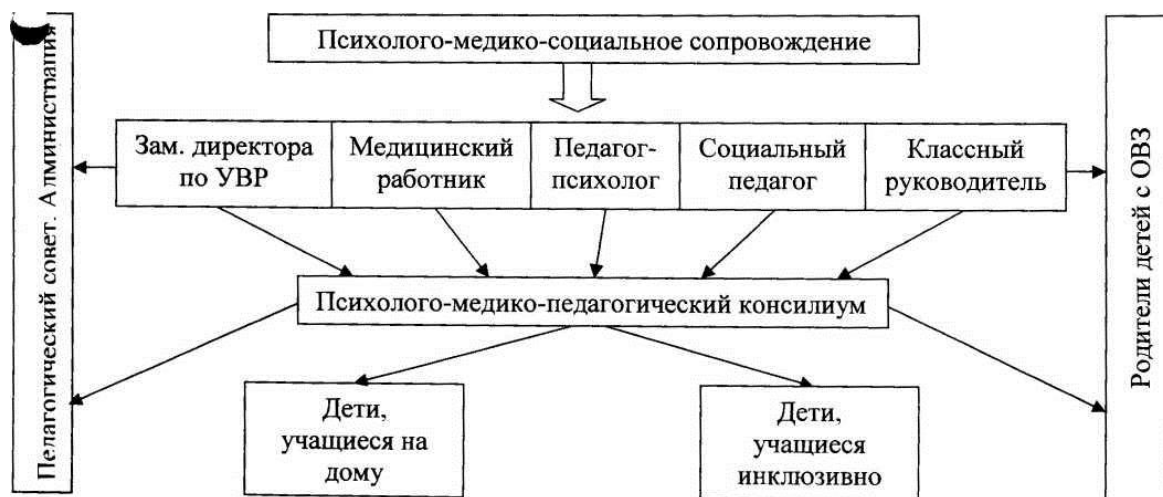 Психолого-медико-социальное сопровождение
Педагогический совет. Администрация
Зам. директора
по УВР
Медицинский
работник
Педагог-
психолог
Социальный
педагог
Классный
руководитель
Родители детей с ОВЗ
Психолого-медико-педагогический консилиум
Дети,
учащиеся на
дому
Дети,
учащиеся
инклюзивно